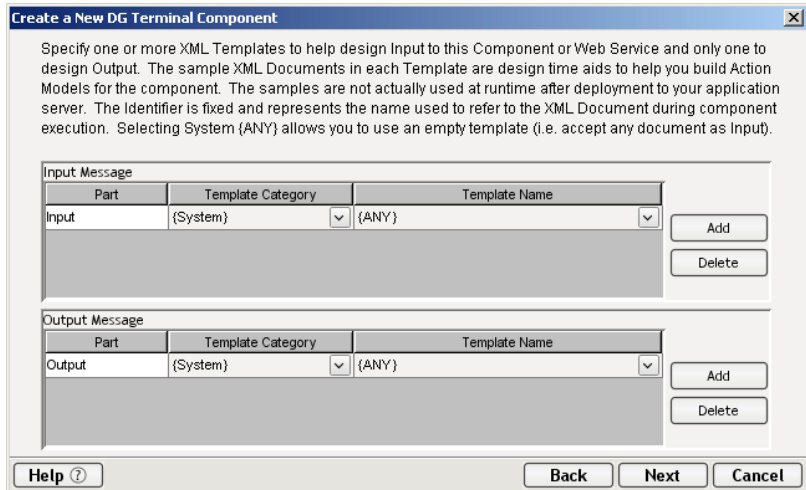 Create a New DG Terminal Component
Specify one or more XML Templates to help design Input to this Component or Web Service and only one to
design Output. The sample XML Documents in each Template are design time aids to help you build Action
Models for the component. The samples are not actually used at runtime after deployment to your application
server. The Identifier is fixed and represents the name used to refer to the XML Document during component
execution. Selecting System {ANY} allows you to use an empty template (i.e. accept any document as Input).
Input Message
Part Template Category Template Name
Input {System} {ANY}
Add
Delete
Output Message
Part Template Category Template Name
Output {System} {ANY}
Add
Delete
Help ? Back Next Cancel